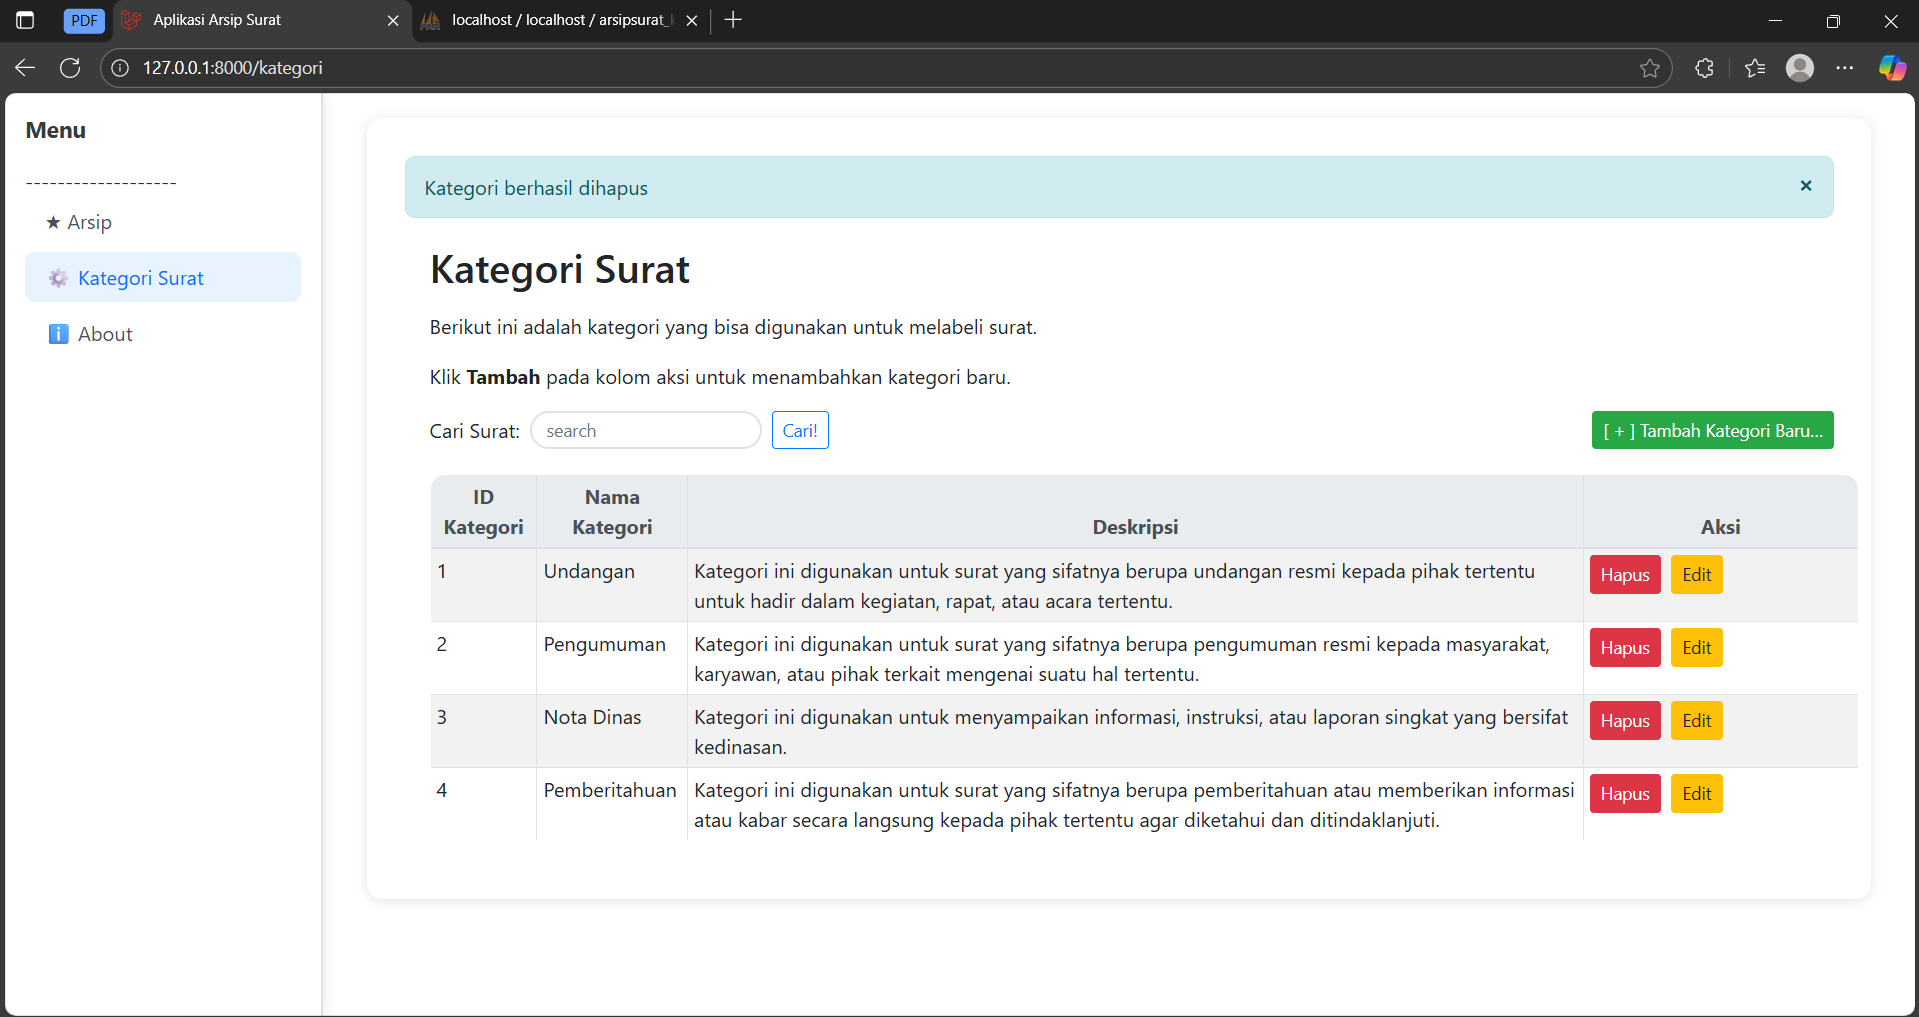 PDF
Aplikasi Arsip Surat
localhost / localhost / arsipsurat_
127.0.0.1:8000/kategori
Menu
-------------------
★ Arsip
Kategori Surat
i About
Kategori berhasil dihapus
×
Kategori Surat
Berikut ini adalah kategori yang bisa digunakan untuk melabeli surat.
Klik Tambah pada kolom aksi untuk menambahkan kategori baru.
Cari Surat: search Cari! [ + ] Tambah Kategori Baru...
ID Kategori Nama Kategori Deskripsi Aksi
1 Undangan Kategori ini digunakan untuk surat yang sifatnya berupa undangan resmi kepada pihak tertentu Hapus Edit
untuk hadir dalam kegiatan, rapat, atau acara tertentu.
2 Pengumuman Kategori ini digunakan untuk surat yang sifatnya berupa pengumuman resmi kepada masyarakat, Hapus Edit
karyawan, atau pihak terkait mengenai suatu hal tertentu.
3 Nota Dinas Kategori ini digunakan untuk menyampaikan informasi, instruksi, atau laporan singkat yang bersifat Hapus Edit
kedinasan.
4 Pemberitahuan Kategori ini digunakan untuk surat yang sifatnya berupa pemberitahuan atau memberikan informasi Hapus Edit
atau kabar secara langsung kepada pihak tertentu agar diketahui dan ditindaklanjuti.